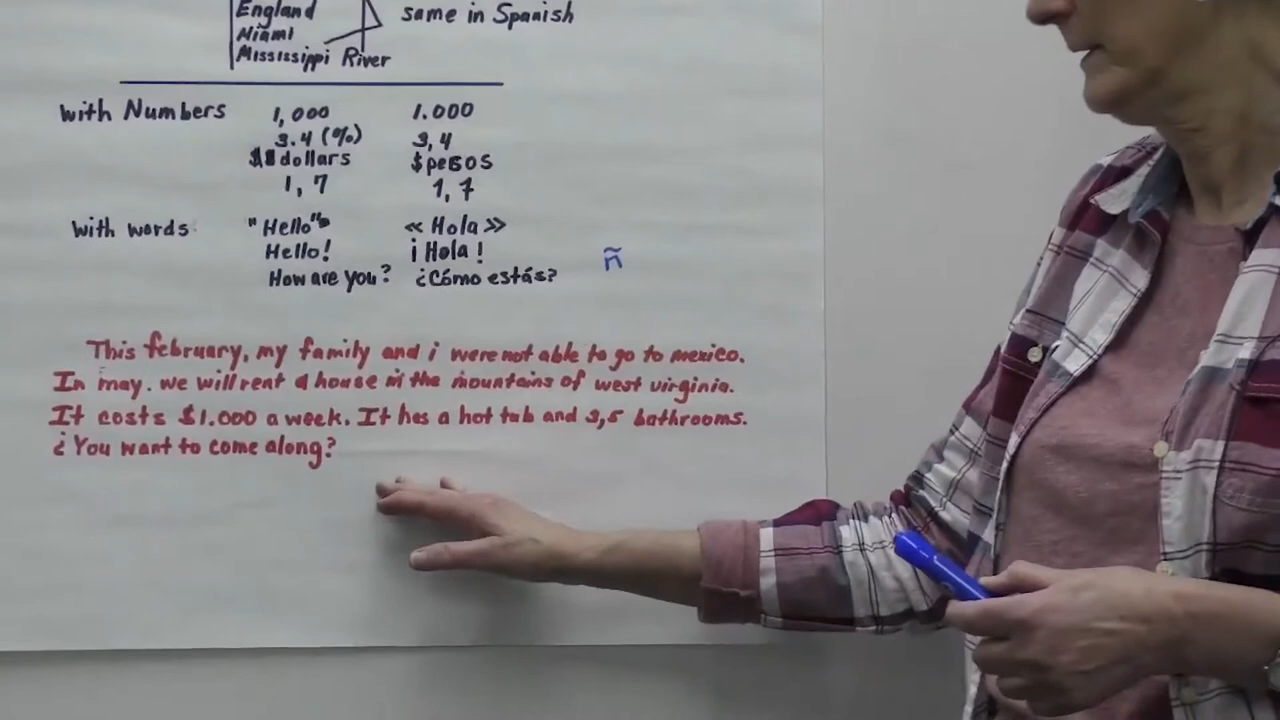 England
Miami
same in Spanish
Mississippi River
with Numbers 1,000 1.000
3.4 (%) 3,4
dollars $pesos
1, 7 1, 7
with words: "Hello" « Hola »
Hello! ¡Hola!
How are you? ¿Cómo estás? ñ
This february, my family and i were not able to go to mexico.
In may. we will rent a house in the mountains of west virginia.
It costs $1.000 a week. It has a hot tub and 3,5 bathrooms.
¿You want to come along?